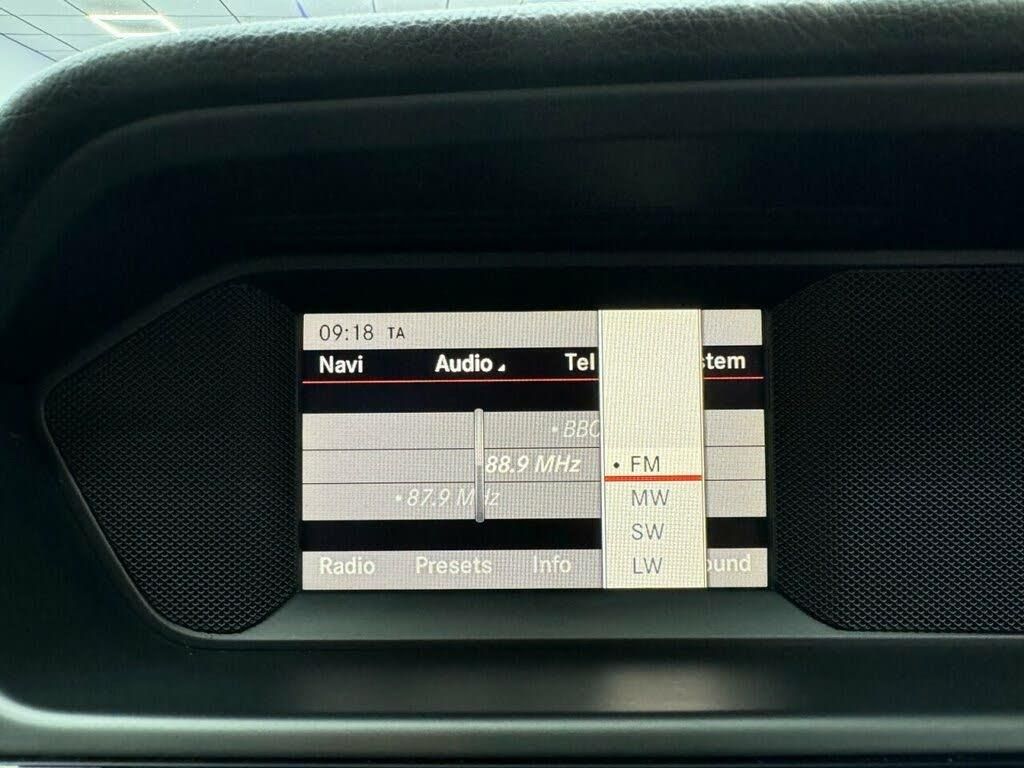 09:18 TA
Navi Audio Tel stem
• BBC
88.9 MHz
• 87.9 MHz
• FM
MW
SW
LW
Radio Presets Info ound